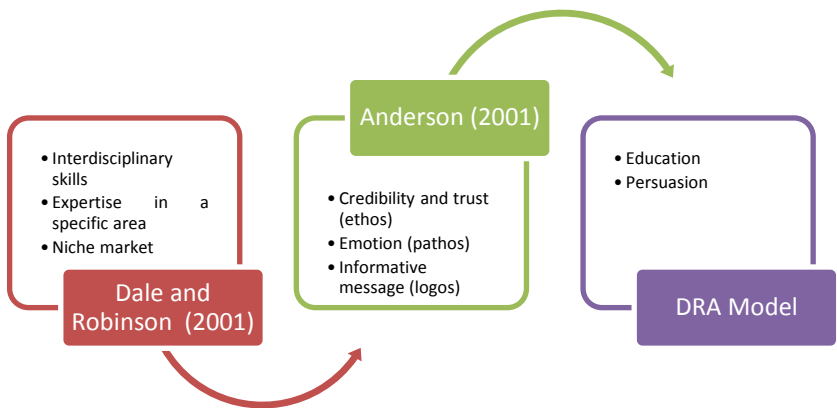 • Interdisciplinary
skills
• Expertise in a
specific area
• Niche market
Dale and
Robinson (2001)
Anderson (2001)
• Credibility and trust
(ethos)
• Emotion (pathos)
• Informative
message (logos)
• Education
• Persuasion
DRA Model